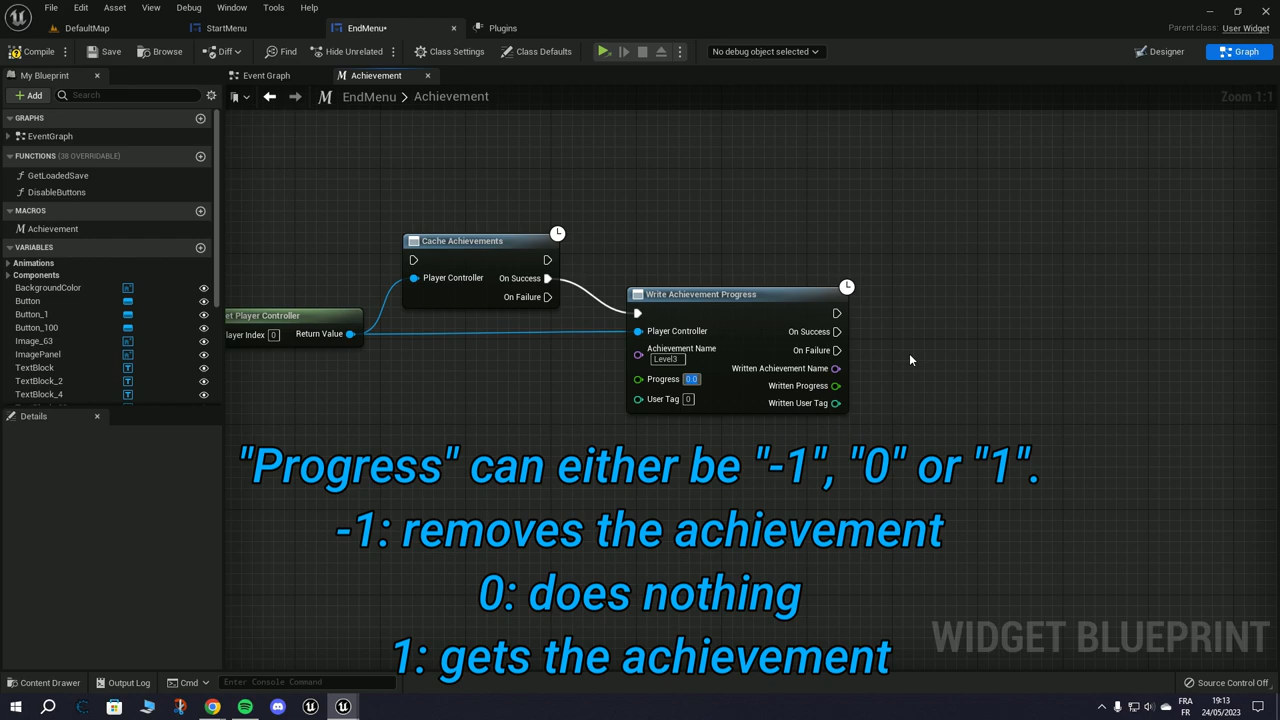 File Edit Asset View Debug Window Tools Help
DefaultMap StartMenu EndMenu• Plugins
Parent class: User Widget
Compile Save Browse Diff Find Hide Unrelated Class Settings Class Defaults No debug object selected Designer Graph
My Blueprint Event Graph Achievement
Add Search EndMenu > Achievement Zoom 1:1
GRAPHS
EventGraph
FUNCTIONS (38 OVERRIDABLE)
GetLoadedSave
DisableButtons
MACROS
Achievement
VARIABLES
Animations
Components
BackgroundColor
Button
Button_1
Button_100
Image_63
ImagePanel
TextBlock
TextBlock_2
TextBlock_4
Details
Cache Achievements
Player Controller On Success
On Failure
et Player Controller
layer Index 0 Return Value
Write Achievement Progress
Player Controller On Success
Achievement Name On Failure
Level3
Written Achievement Name
Progress 0.0 Written Progress
User Tag 0 Written User Tag
"Progress" can either be "-1", "0" or "1".
-1: removes the achievement
0: does nothing
1: gets the achievement
WIDGET BLUEPRINT
Content Drawer Output Log Cmd Enter Console Command Source Control Off
FRA 19:13
FR 24/05/2023